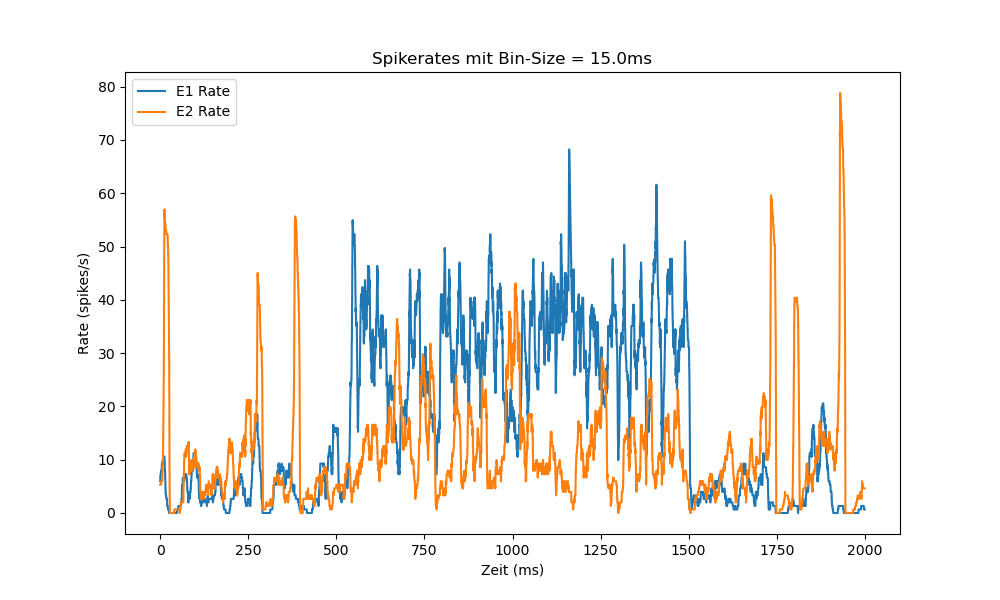 Spikerates mit Bin-Size = 15.0ms
E1 Rate
E2 Rate
80
70
60
50
40
30
20
10
0
Rate (spikes/s)
0 250 500 750 1000 1250 1500 1750 2000
Zeit (ms)